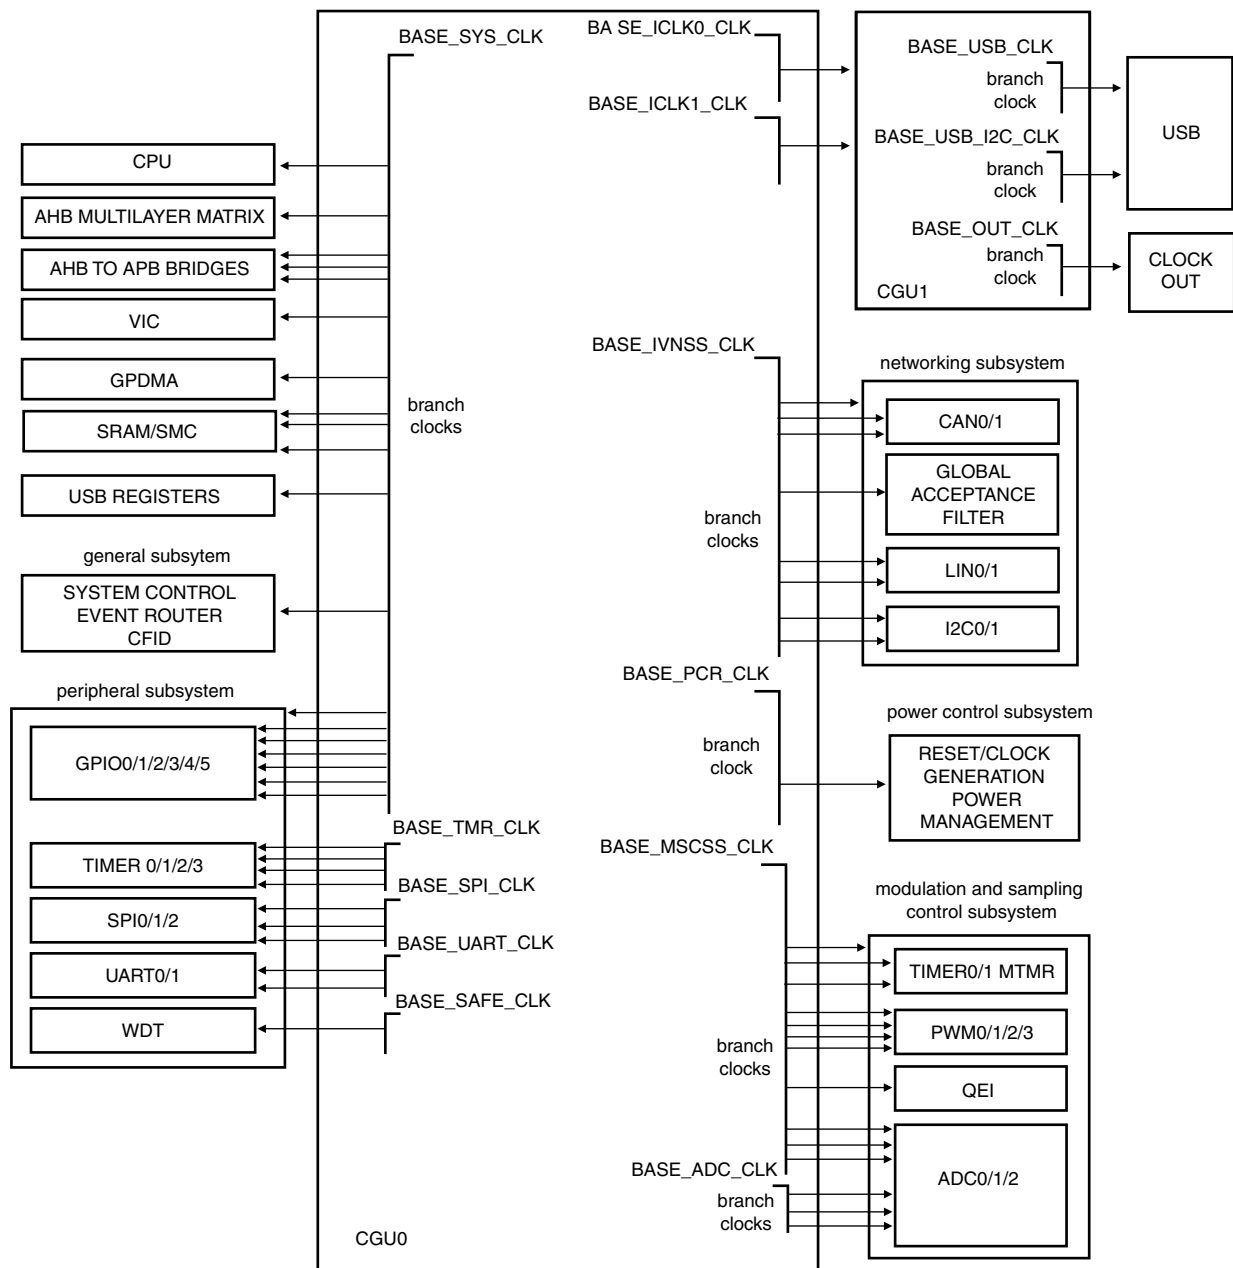 BASE_SYS_CLK
CPU
AHB MULTILAYER MATRIX
AHB TO APB BRIDGES
VIC
GPDMA
SRAM/SMC
USB REGISTERS
branch
clocks
general subsytem
SYSTEM CONTROL
EVENT ROUTER
CFID
peripheral subsystem
GPIO0/1/2/3/4/5
BASE_TMR_CLK
TIMER 0/1/2/3
BASE_SPI_CLK
SPI0/1/2
BASE_UART_CLK
UART0/1
BASE_SAFE_CLK
WDT
CGU0
BA SE_ICLK0_CLK
BASE_ICLK1_CLK
BASE_USB_CLK
branch
clock
BASE_USB_I2C_CLK
branch
clock
USB
BASE_OUT_CLK
branch
clock
CGU1
CLOCK
OUT
BASE_IVNSS_CLK
branch
clocks
networking subsystem
CAN0/1
GLOBAL
ACCEPTANCE
FILTER
LIN0/1
I2C0/1
BASE_PCR_CLK
branch
clock
power control subsystem
RESET/CLOCK
GENERATION
POWER
MANAGEMENT
BASE_MSCSS_CLK
branch
clocks
modulation and sampling
control subsystem
TIMER0/1 MTMR
PWM0/1/2/3
QEI
BASE_ADC_CLK
branch
clocks
ADC0/1/2